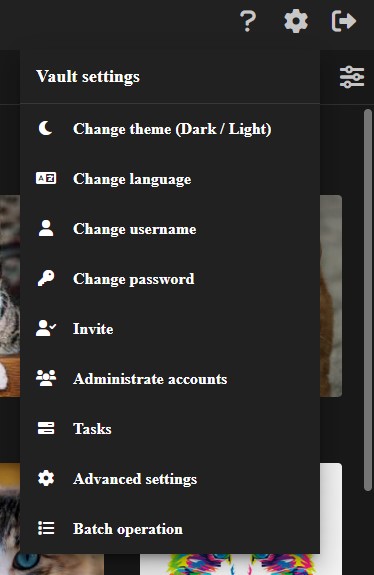 Vault settings
Change theme (Dark / Light)
Change language
Change username
Change password
Invite
Administrate accounts
Tasks
Advanced settings
Batch operation